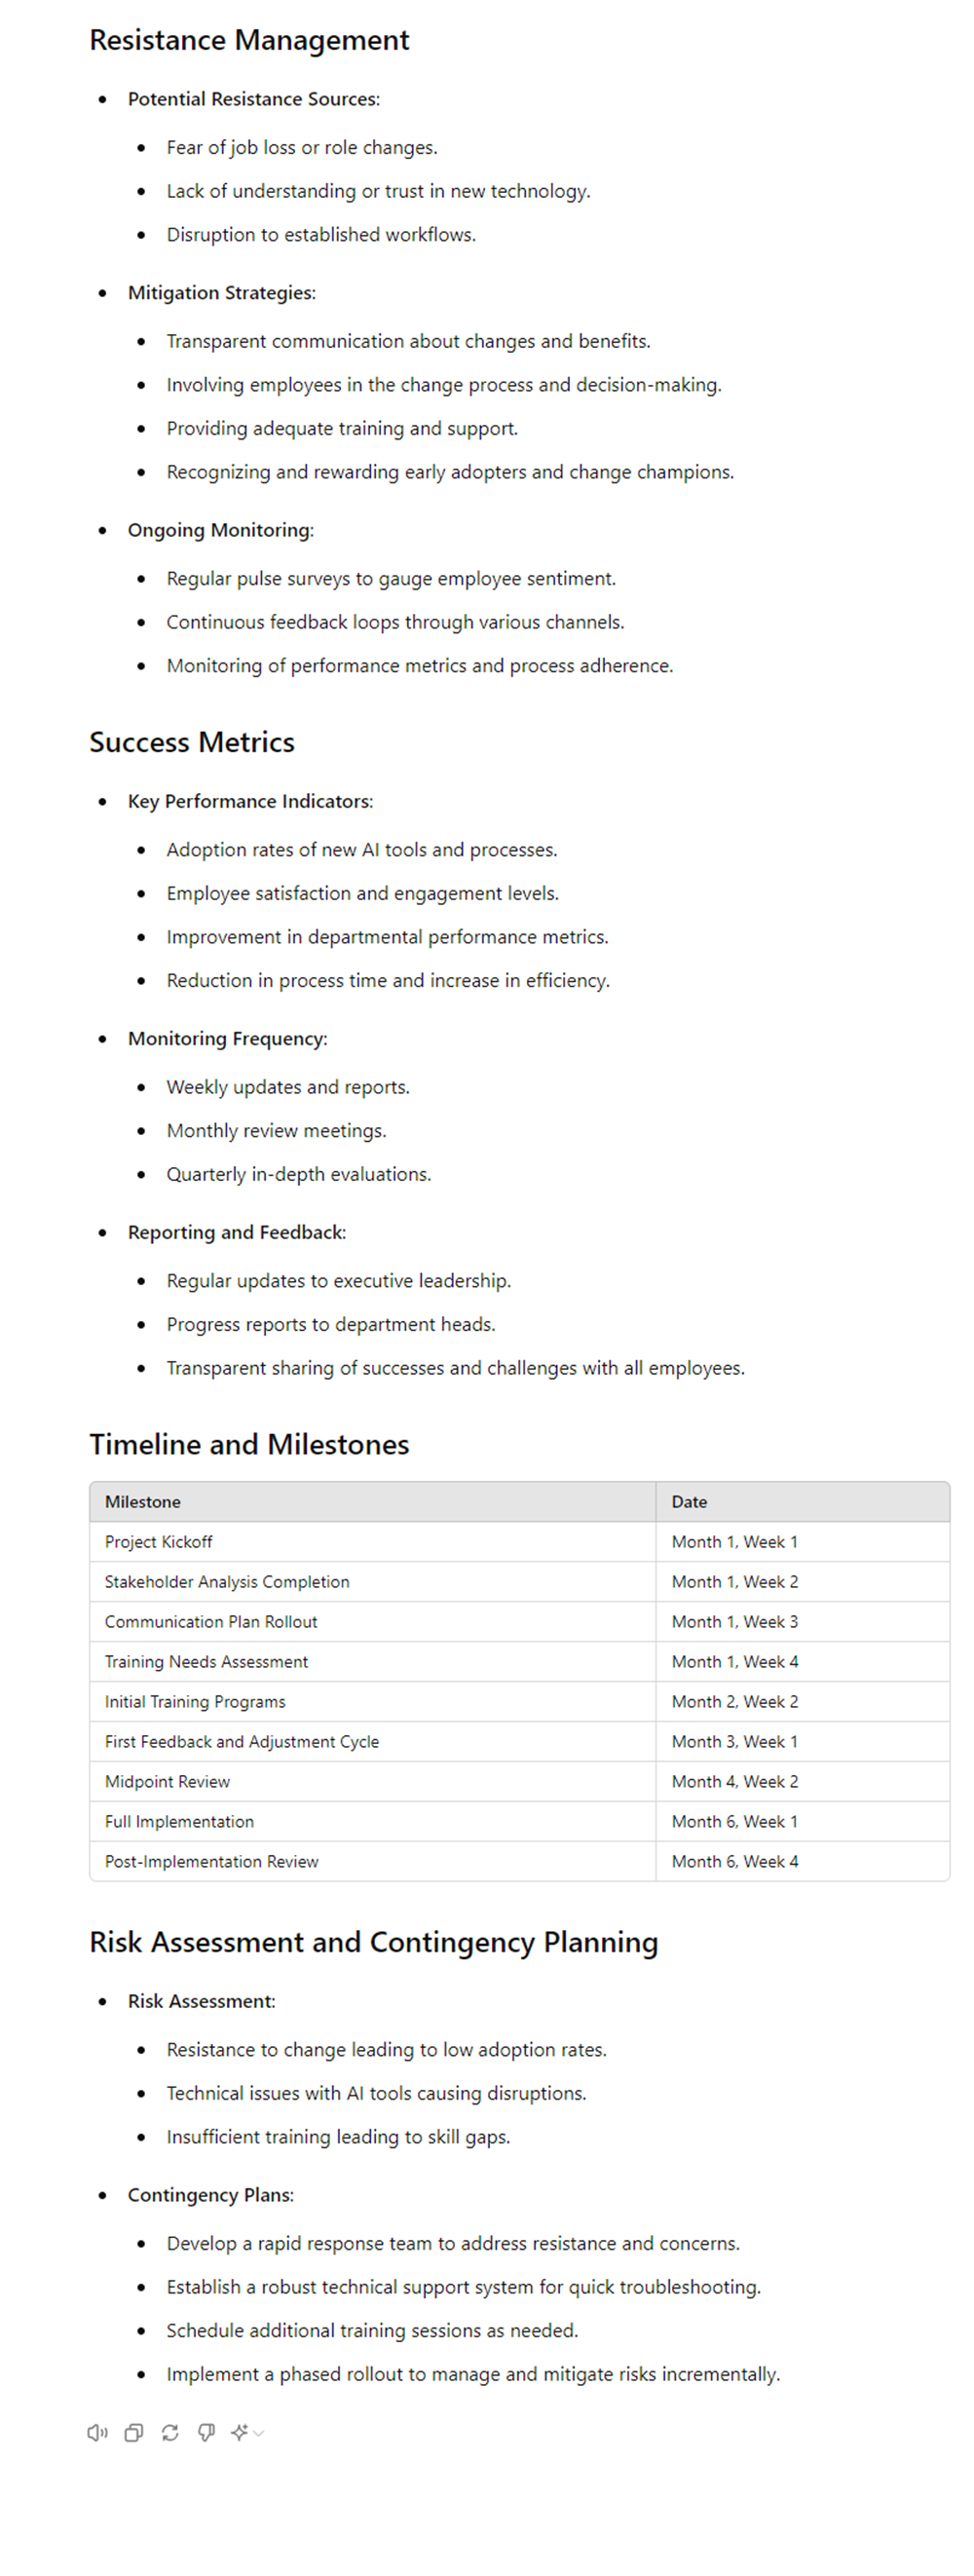 Resistance Management
Potential Resistance Sources:
Fear of job loss or role changes.
Lack of understanding or trust in new technology.
Disruption to established workflows.
Mitigation Strategies:
Transparent communication about changes and benefits.
Involving employees in the change process and decision-making.
Providing adequate training and support.
Recognizing and rewarding early adopters and change champions.
Ongoing Monitoring:
Regular pulse surveys to gauge employee sentiment.
Continuous feedback loops through various channels.
Monitoring of performance metrics and process adherence.
Success Metrics
Key Performance Indicators:
Adoption rates of new AI tools and processes.
Employee satisfaction and engagement levels.
Improvement in departmental performance metrics.
Reduction in process time and increase in efficiency.
Monitoring Frequency:
Weekly updates and reports.
Monthly review meetings.
Quarterly in-depth evaluations.
Reporting and Feedback:
Regular updates to executive leadership.
Progress reports to department heads.
Transparent sharing of successes and challenges with all employees.
Timeline and Milestones
Milestone Date
Project Kickoff Month 1, Week 1
Stakeholder Analysis Completion Month 1, Week 2
Communication Plan Rollout Month 1, Week 3
Training Needs Assessment Month 1, Week 4
Initial Training Programs Month 2, Week 2
First Feedback and Adjustment Cycle Month 3, Week 1
Midpoint Review Month 4, Week 2
Full Implementation Month 6, Week 1
Post-Implementation Review Month 6, Week 4
Risk Assessment and Contingency Planning
Risk Assessment:
Resistance to change leading to low adoption rates.
Technical issues with AI tools causing disruptions.
Insufficient training leading to skill gaps.
Contingency Plans:
Develop a rapid response team to address resistance and concerns.
Establish a robust technical support system for quick troubleshooting.
Schedule additional training sessions as needed.
Implement a phased rollout to manage and mitigate risks incrementally.